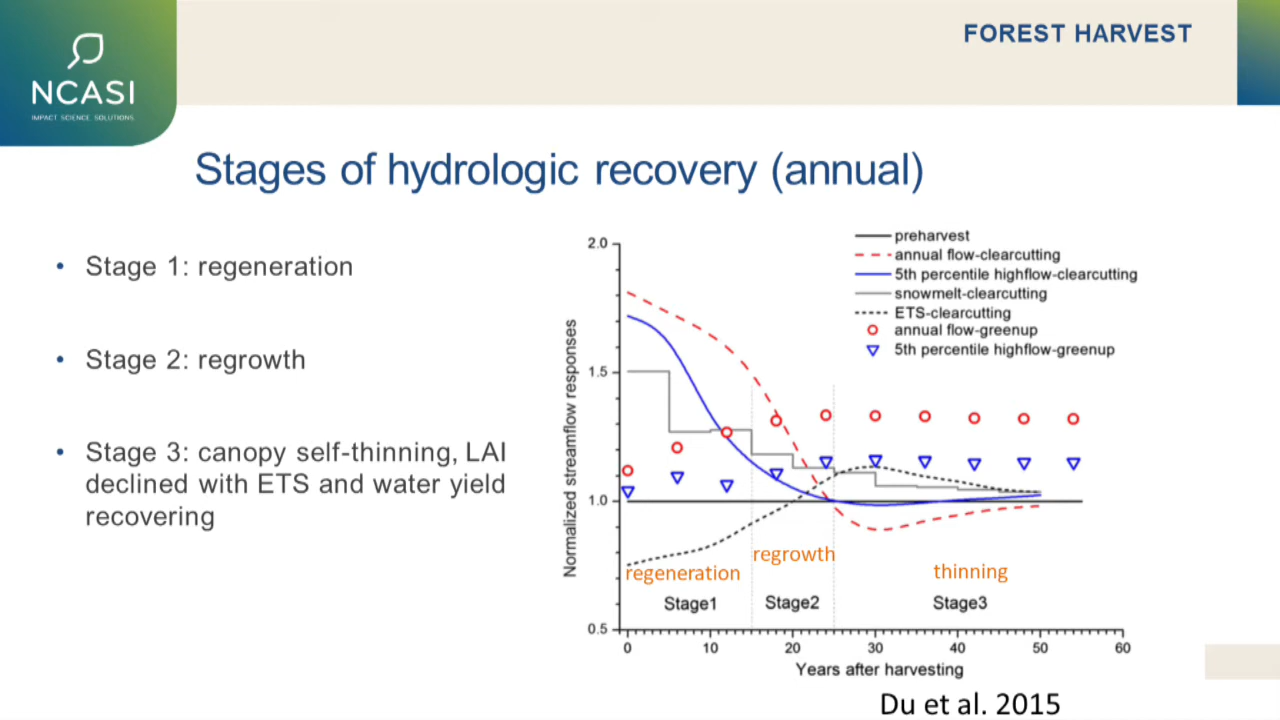 FOREST HARVEST
NCASI
IMPACT SCIENCE SOLUTIONS
Stages of hydrologic recovery (annual)
• Stage 1: regeneration
• Stage 2: regrowth
• Stage 3: canopy self-thinning, LAI
declined with ETS and water yield
recovering
preharvest
annual flow-clearcutting
5th percentile highflow-clearcutting
snowmelt-clearcutting
ETS-clearcutting
annual flow-greenup
5th percentile highflow-greenup
Normalized streamflow responses
2.0
1.5
1.0
0.5
regeneration
regrowth
thinning
Stage1
Stage2
Stage3
0 10 20 30 40 50 60
Years after harvesting
Du et al. 2015